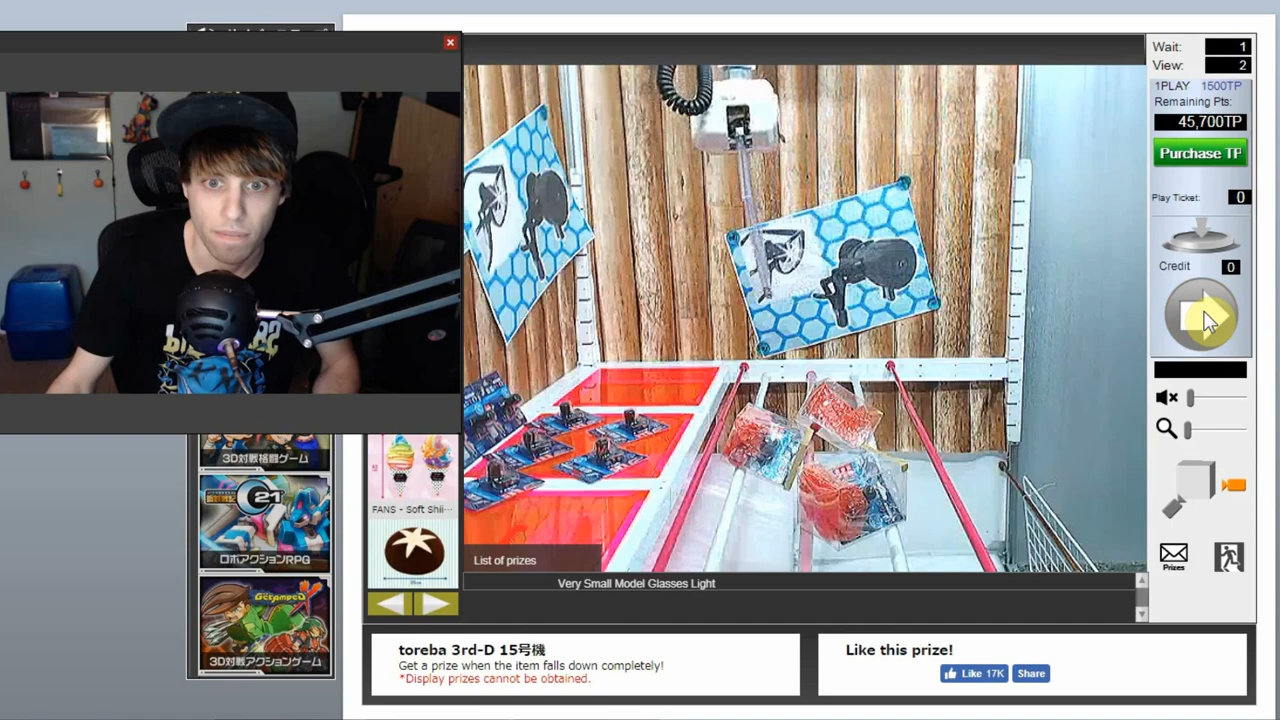 Wait: 1
View: 2
1PLAY 1500TP
Remaining Pts:
45,700TP
Purchase TP
Play Ticket: 0
Credit 0
Prizes
3D対戦格闘ゲーム
C21
ロボアクションRPG
GetampedX
3D対戦アクションゲーム
FANS - Soft Shii···
List of prizes
Very Small Model Glasses Light
toreba 3rd-D 15号機
Get a prize when the item falls down completely!
*Display prizes cannot be obtained.
Like this prize!
Like 17K
Share